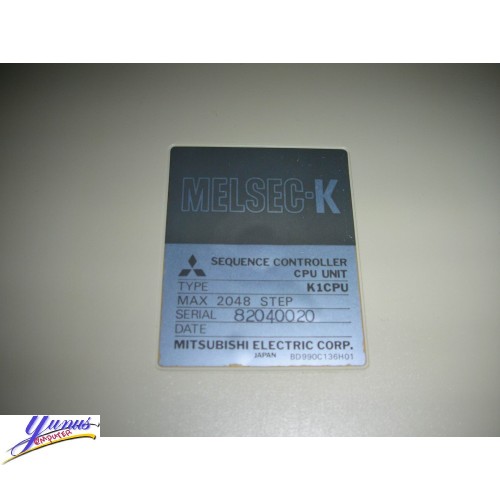 MELSEC-K
SEQUENCE CONTROLLER
CPU UNIT
TYPE K1CPU
MAX 2048 STEP
SERIAL 82040020
DATE
MITSUBISHI ELECTRIC CORP.
JAPAN BD990C136H01
Yunus
COMPUTER